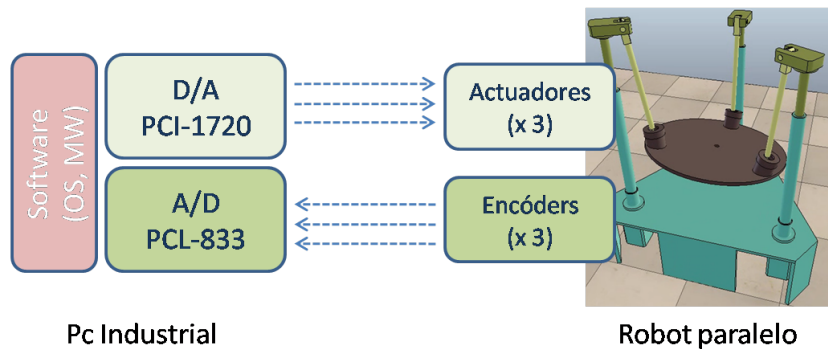 Software
(OS, MW)
D/A
PCI-1720
A/D
PCL-833
Actuadores
(x 3)
Encóders
(x 3)
Pc Industrial
Robot paralelo